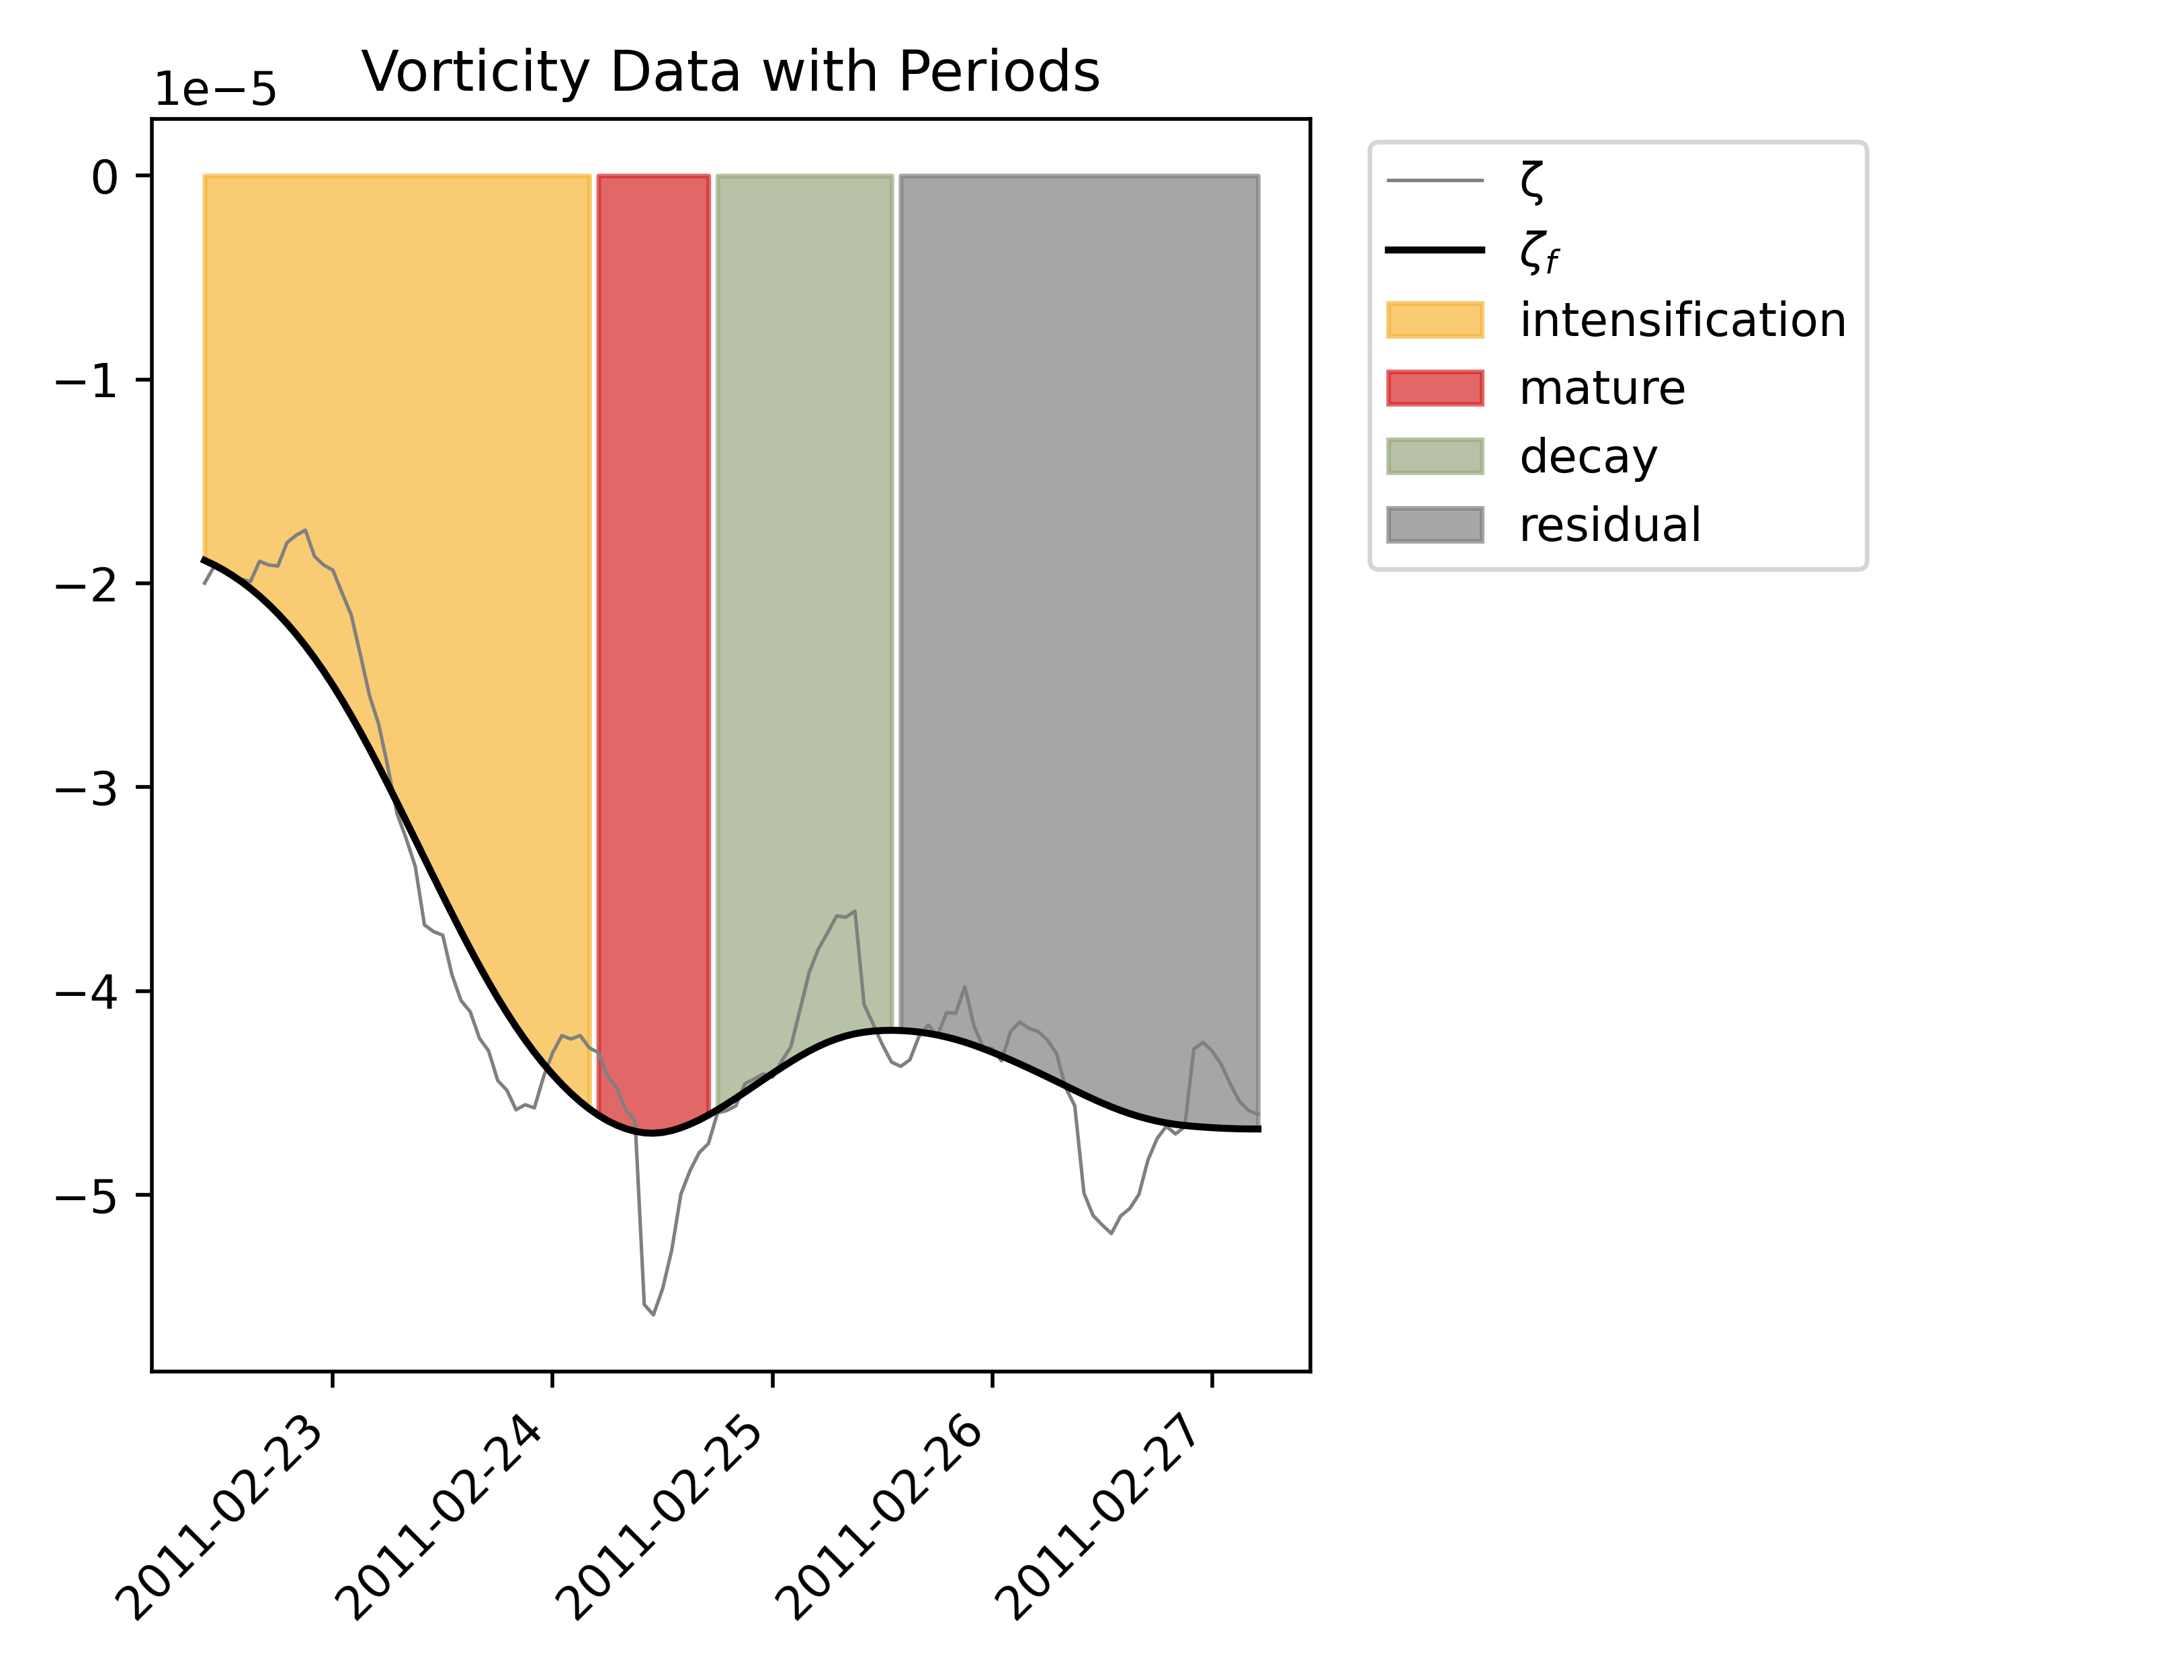 Vorticity Data with Periods
1e−5
0
−1
−2
−3
−4
−5
2011-02-23
2011-02-24
2011-02-25
2011-02-26
2011-02-27
ζ
ζf
intensification
mature
decay
residual